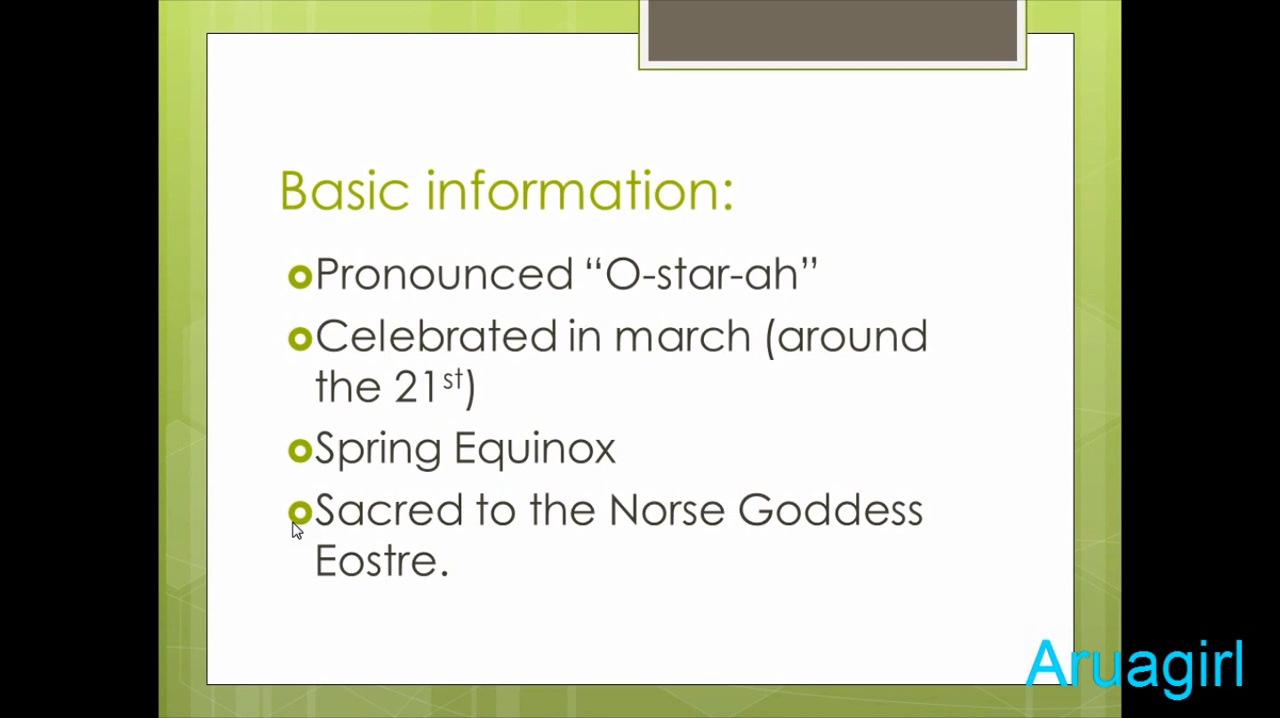 Basic information:
Pronounced “O-star-ah”
Celebrated in march (around
the 21st)
Spring Equinox
Sacred to the Norse Goddess
Eostre.
Aruagirl